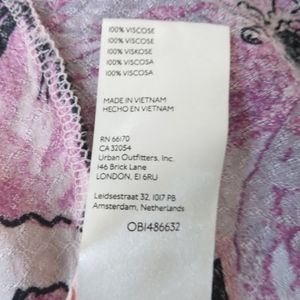 100% VISCOSE
100% VISCOSE
100% VISKOSE
100% VISCOSA
100% VISCOSA
MADE IN VIETNAM
HECHO EN VIETNAM
RN 66170
CA 32054
Urban Outfitters, Inc.
146 Brick Lane
LONDON, E1 6RU
Leidsestraat 32, 1017 PB
Amsterdam, Netherlands
OB1486632